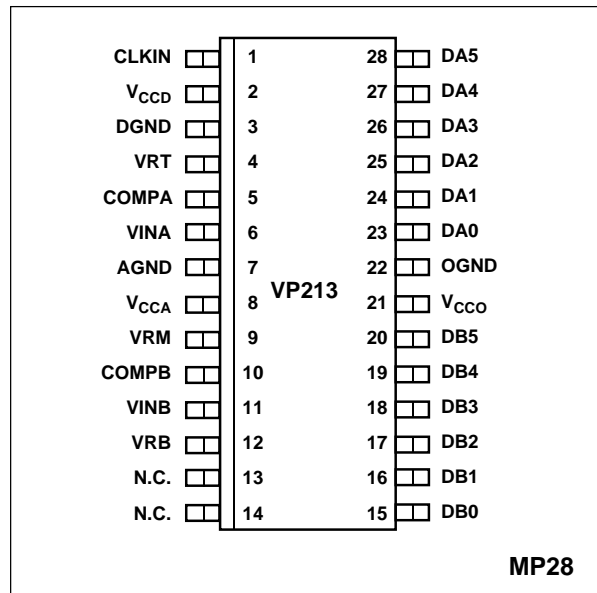 CLKIN 1 28 DA5
VCCD 2 27 DA4
DGND 3 26 DA3
VRT 4 25 DA2
COMPA 5 24 DA1
VINA 6 23 DA0
AGND 7 22 OGND
VP213
VCCA 8 21 VCCO
VRM 9 20 DB5
COMPB 10 19 DB4
VINB 11 18 DB3
VRB 12 17 DB2
N.C. 13 16 DB1
N.C. 14 15 DB0
MP28